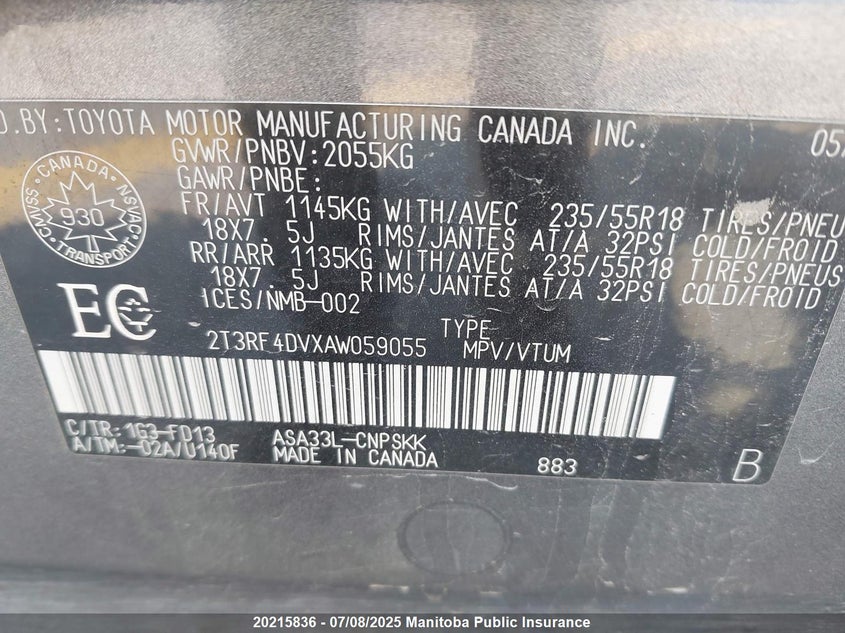 D.BY:TOYOTA MOTOR MANUFACTURING CANADA INC. 05/
GVWR/PNBV:2055KG
GAWR/PNBE:
FR/AVT 1145KG WITH/AVEC 235/55R18 TIRES/PNEU
18X7. 5J RIMS/JANTES AT/A 32PSI COLD/FROID
RR/ARR 1135KG WITH/AVEC 235/55R18 TIRES/PNEUS
18X7. 5J RIMS/JANTES AT/A 32PSI COLD/FROID
ICES/NMB-002
CANADA
CMVSS 930 NSVAC
TRANSPORT
EC
2T3RF4DVXAW059055 TYPE
MPV/VTUM
C/TR:1G3-FD13 ASA33L-CNPSKK
A/TM:-02A/U140F MADE IN CANADA 883 B
20215836 - 07/08/2025 Manitoba Public Insurance